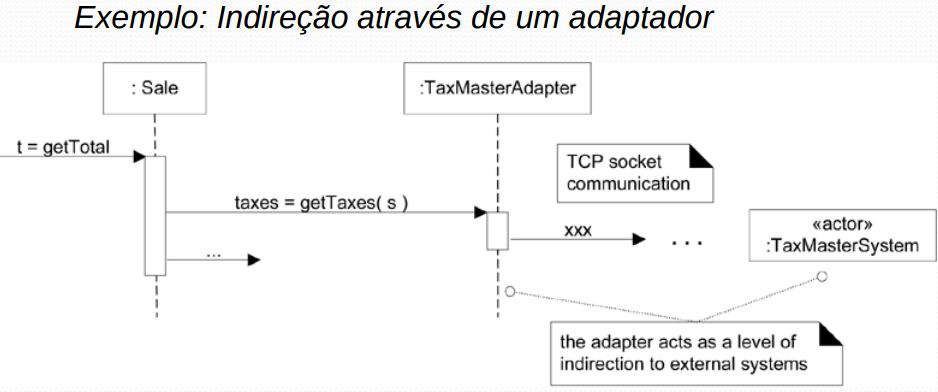 Exemplo: Indireção através de um adaptador
: Sale
:TaxMasterAdapter
t = getTotal
TCP socket
communication
taxes = getTaxes( s )
xxx
...
«actor»
:TaxMasterSystem
...
the adapter acts as a level of
indirection to external systems